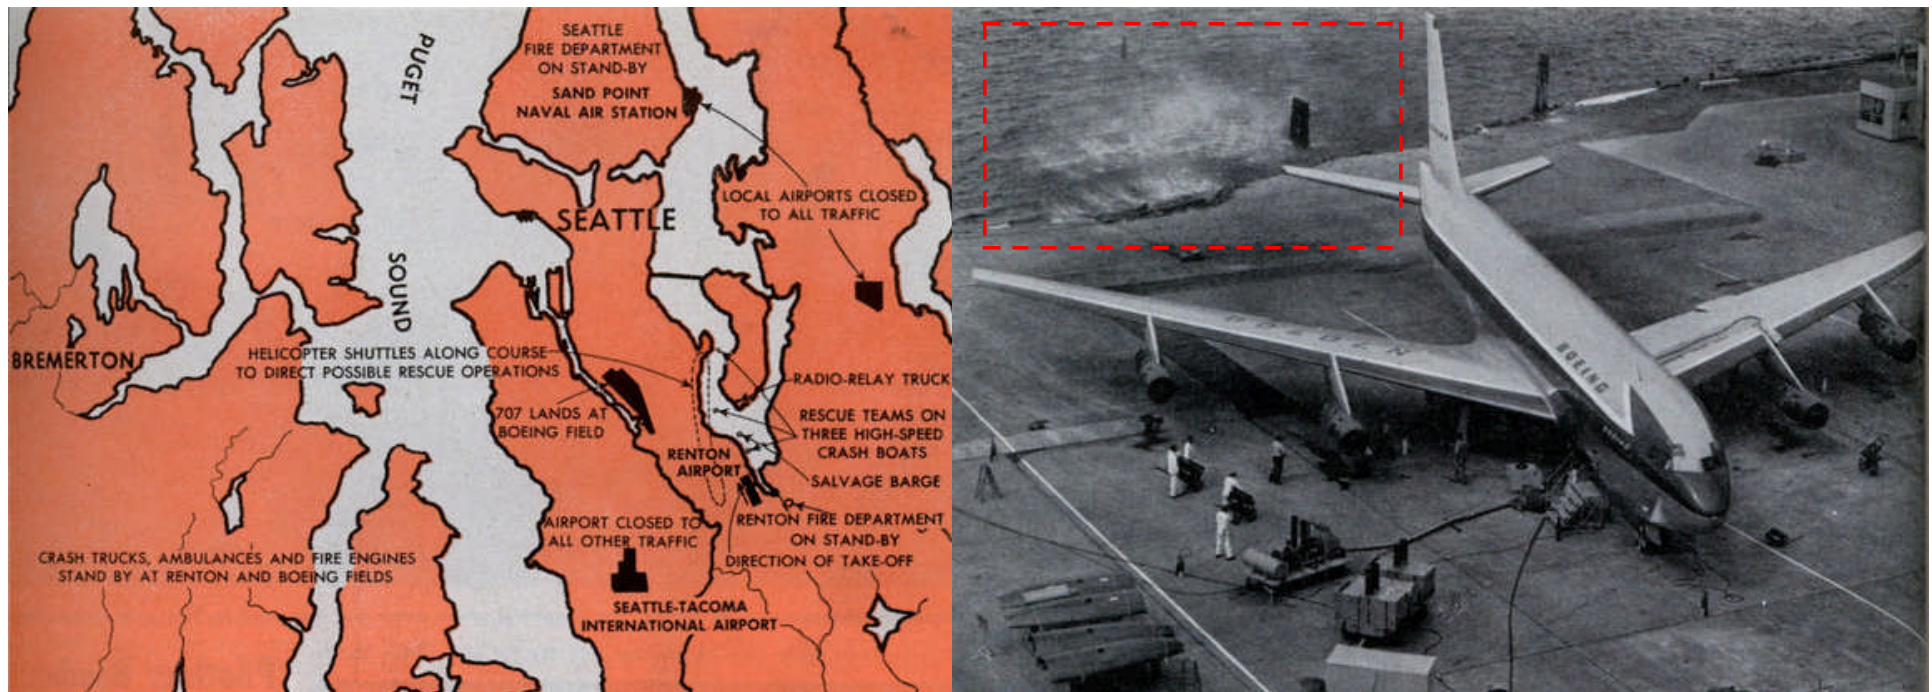 PUGET
SOUND
SEATTLE
FIRE DEPARTMENT
ON STAND-BY
SAND POINT
NAVAL AIR STATION
LOCAL AIRPORTS CLOSED
TO ALL TRAFFIC
SEATTLE
BREMERTON
HELICOPTER SHUTTLES ALONG COURSE
TO DIRECT POSSIBLE RESCUE OPERATIONS
RADIO-RELAY TRUCK
707 LANDS AT
BOEING FIELD
RESCUE TEAMS ON
THREE HIGH-SPEED
CRASH BOATS
RENTON
AIRPORT
SALVAGE BARGE
AIRPORT CLOSED TO
ALL OTHER TRAFFIC
RENTON FIRE DEPARTMENT
ON STAND-BY
DIRECTION OF TAKE-OFF
CRASH TRUCKS, AMBULANCES AND FIRE ENGINES
STAND BY AT RENTON AND BOEING FIELDS
SEATTLE-TACOMA
INTERNATIONAL AIRPORT
BOEING